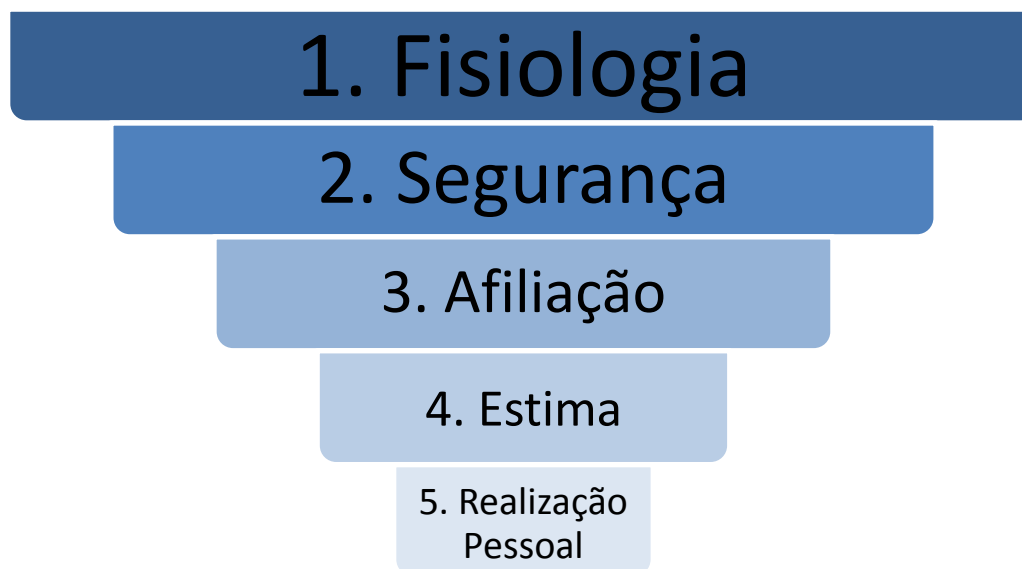 1. Fisiologia
2. Segurança
3. Afiliação
4. Estima
5. Realização
Pessoal